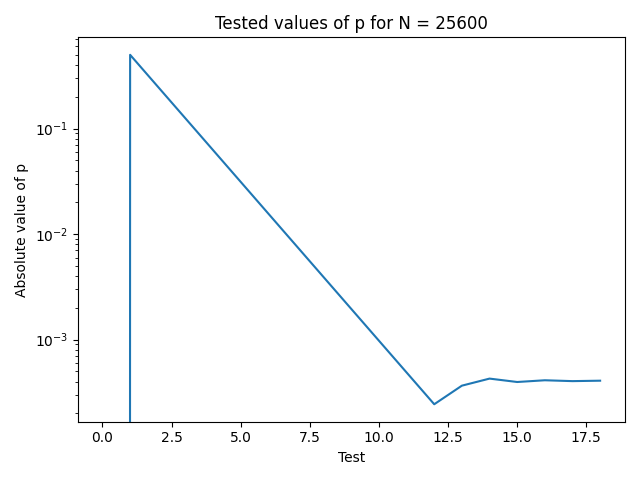 Tested values of p for N = 25600
Absolute value of p
10⁻¹
10⁻²
10⁻³
0.0 2.5 5.0 7.5 10.0 12.5 15.0 17.5
Test